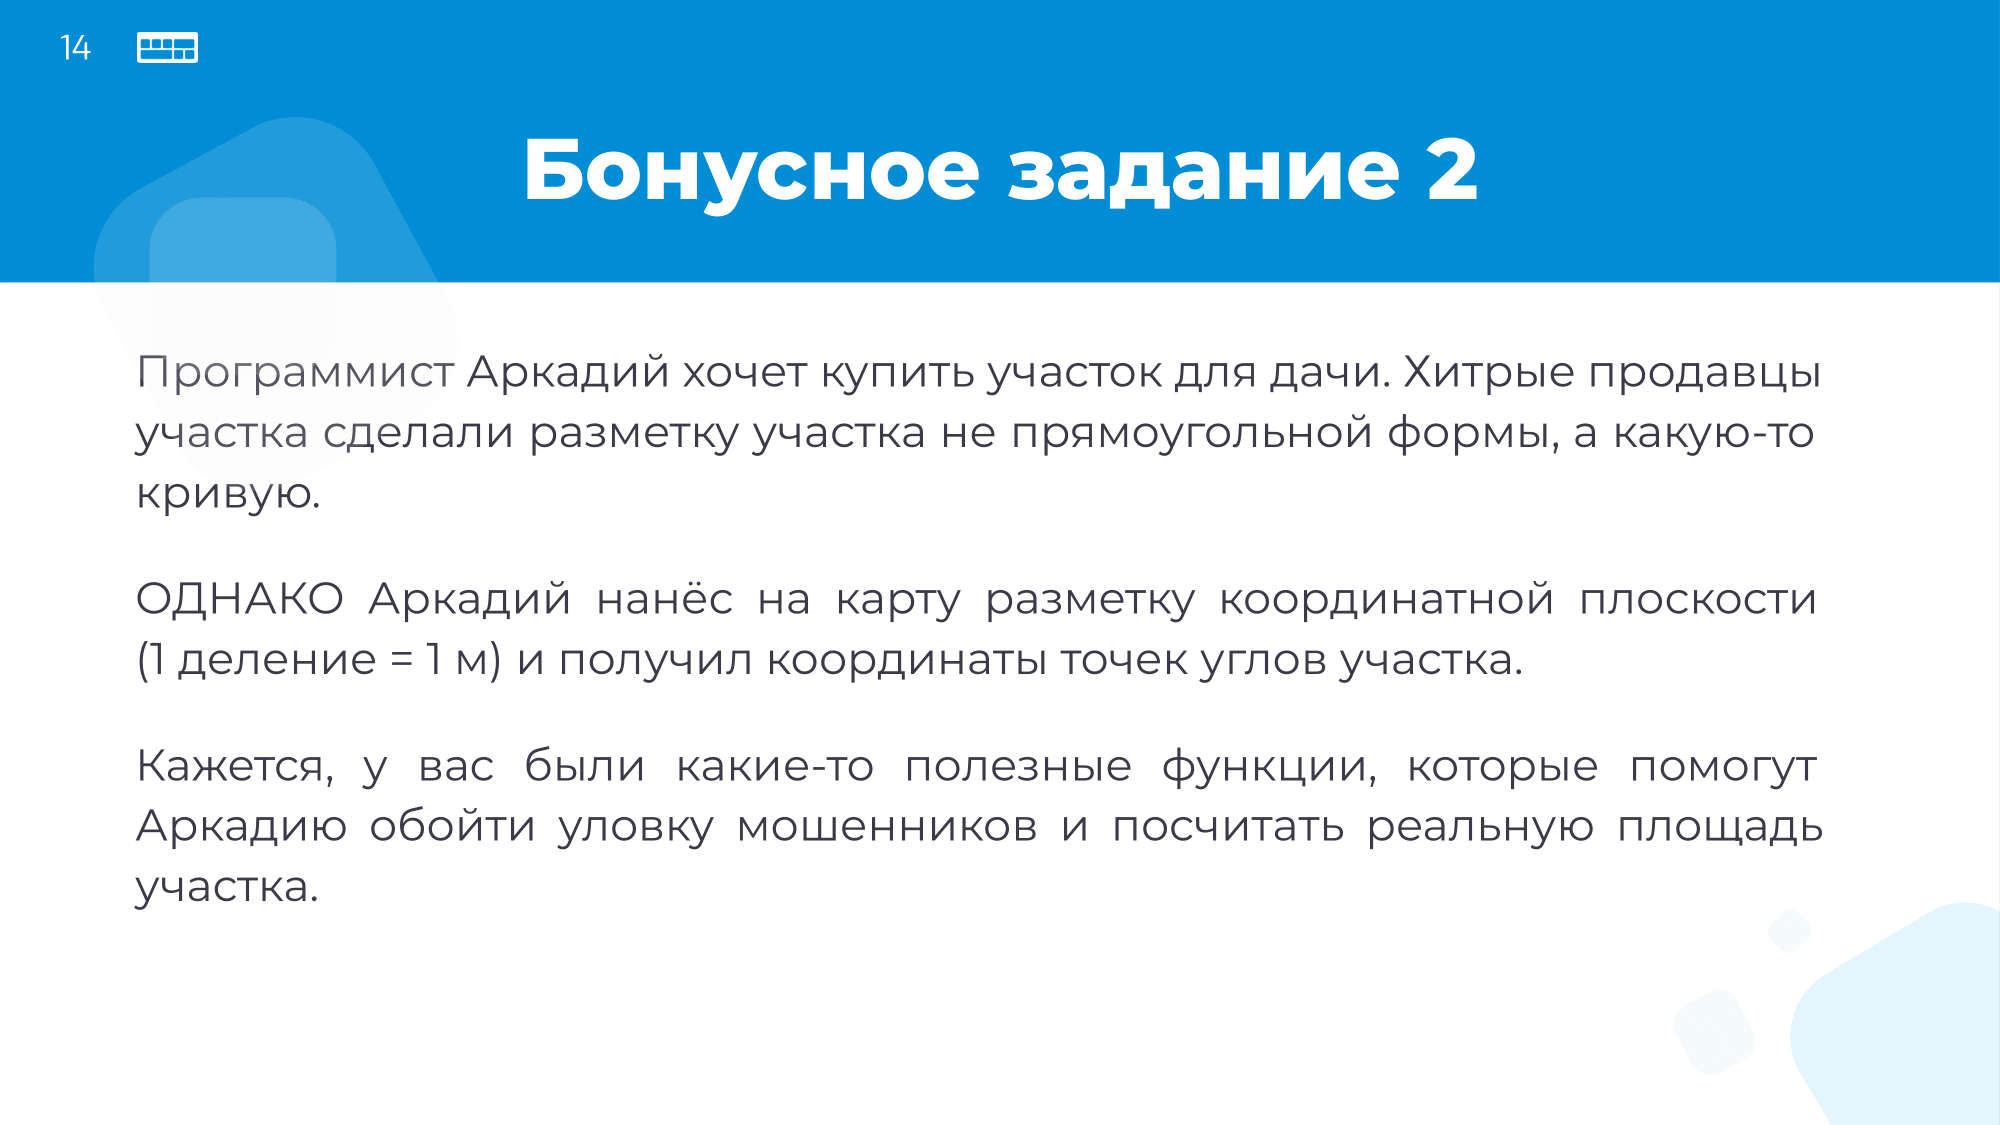 14
Бонусное задание 2
Программист Аркадий хочет купить участок для дачи. Хитрые продавцы
участка сделали разметку участка не прямоугольной формы, а какую-то
кривую.
ОДНАКО Аркадий нанёс на карту разметку координатной плоскости
(1 деление = 1 м) и получил координаты точек углов участка.
Кажется, у вас были какие-то полезные функции, которые помогут
Аркадию обойти уловку мошенников и посчитать реальную площадь
участка.